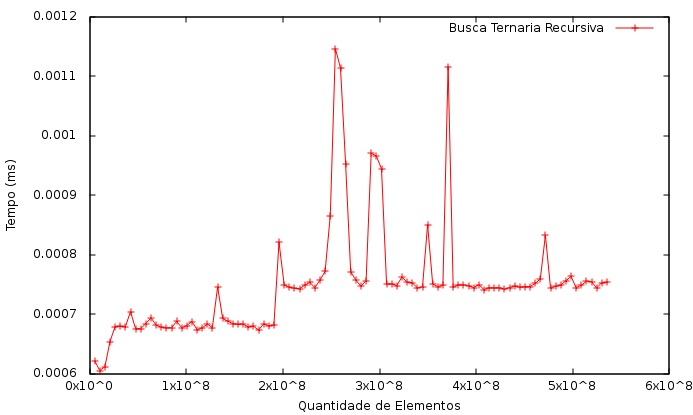 0.0012
Busca Ternaria Recursiva
0.0011
0.001
0.0009
0.0008
0.0007
0.0006
Tempo (ms)
0x10^0
1x10^8
2x10^8
3x10^8
4x10^8
5x10^8
6x10^8
Quantidade de Elementos